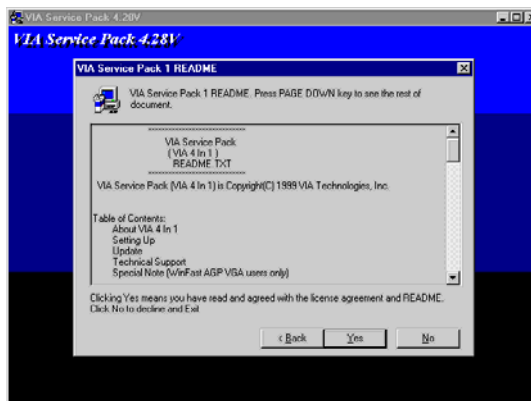 VIA Service Pack 4.28V
VIA Service Pack 4.28V
VIA Service Pack 1 README
VIA Service Pack 1 README. Press PAGE DOWN key to see the rest of
document.
VIA Service Pack
( VIA 4 In 1 )
README.TXT
VIA Service Pack (VIA 4 In 1) is Copyright(C) 1999 VIA Technologies, Inc.
Table of Contents:
About VIA 4 In 1
Setting Up
Update
Technical Support
Special Note (WinFast AGP VGA users only)
Clicking Yes means you have read and agreed with the license agreement and README.
Click No to decline and Exit
< Back
Yes
No